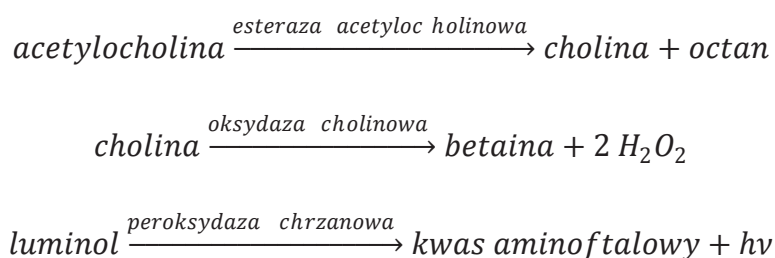 esteraza acetyloc holinowa
acetylocholina → cholina + octan
oksydaza cholinowa
cholina → betaina + 2 H₂O₂
peroksydaza chrzanowa
luminol → kwas aminoftalowy + hν